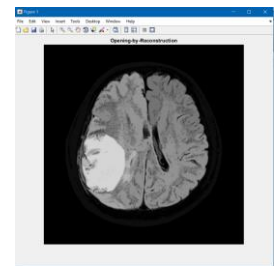 Figure 1
File Edit View Insert Tools Desktop Window Help
Opening-by-Reconstruction